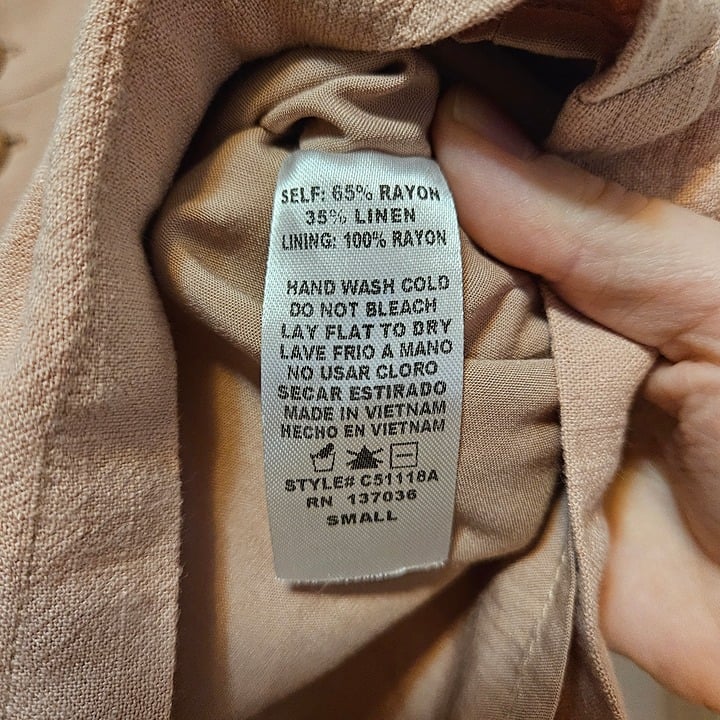 SELF: 65% RAYON
35% LINEN
LINING: 100% RAYON
HAND WASH COLD
DO NOT BLEACH
LAY FLAT TO DRY
LAVE FRIO A MANO
NO USAR CLORO
SECAR ESTIRADO
MADE IN VIETNAM
HECHO EN VIETNAM
STYLE# C51118A
RN 137036
SMALL